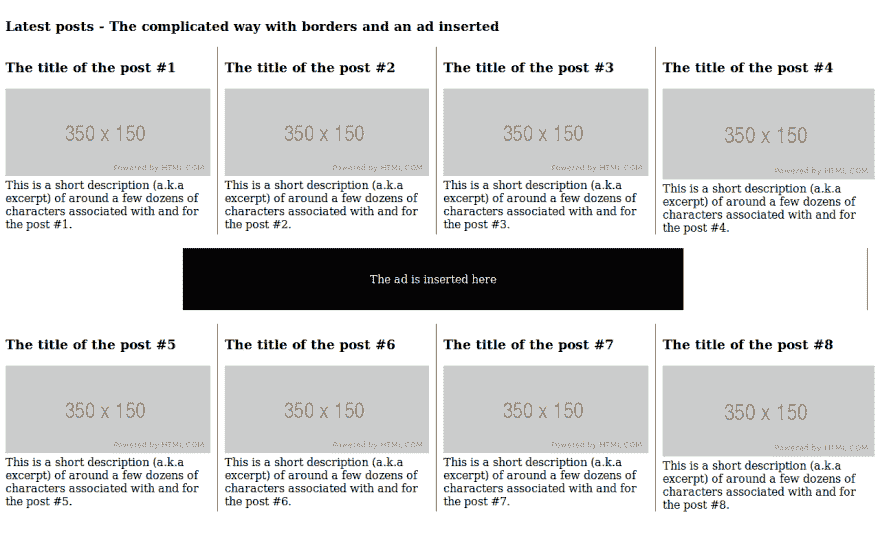 Latest posts - The complicated way with borders and an ad inserted
The title of the post #1
350 x 150
Powered by HTML.COM
This is a short description (a.k.a
excerpt) of around a few dozens of
characters associated with and for
the post #1.
The title of the post #2
350 x 150
Powered by HTML.COM
This is a short description (a.k.a
excerpt) of around a few dozens of
characters associated with and for
the post #2.
The title of the post #3
350 x 150
Powered by HTML.COM
This is a short description (a.k.a
excerpt) of around a few dozens of
characters associated with and for
the post #3.
The title of the post #4
350 x 150
Powered by HTML.COM
This is a short description (a.k.a
excerpt) of around a few dozens of
characters associated with and for
the post #4.
The ad is inserted here
The title of the post #5
350 x 150
Powered by HTML.COM
This is a short description (a.k.a
excerpt) of around a few dozens of
characters associated with and for
the post #5.
The title of the post #6
350 x 150
Powered by HTML.COM
This is a short description (a.k.a
excerpt) of around a few dozens of
characters associated with and for
the post #6.
The title of the post #7
350 x 150
Powered by HTML.COM
This is a short description (a.k.a
excerpt) of around a few dozens of
characters associated with and for
the post #7.
The title of the post #8
350 x 150
Powered by HTML.COM
This is a short description (a.k.a
excerpt) of around a few dozens of
characters associated with and for
the post #8.